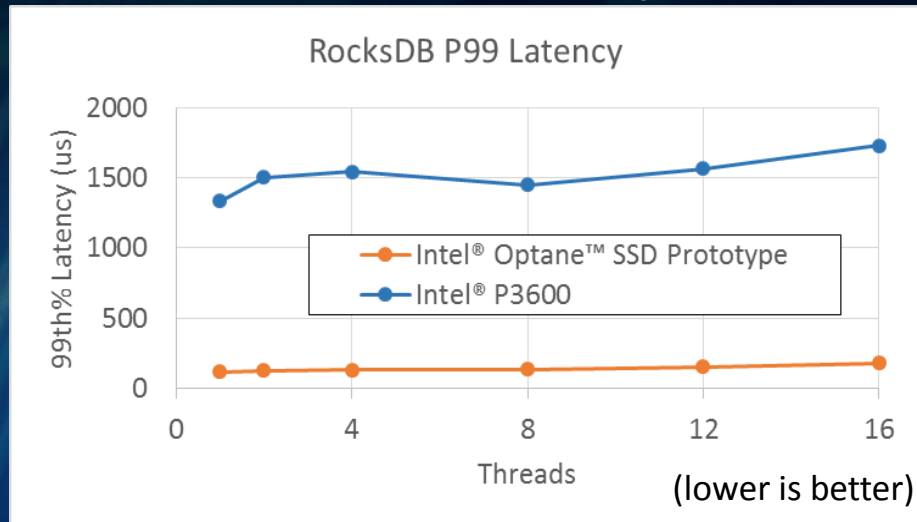 RocksDB P99 Latency
99th% Latency (us)
2000
1500
1000
500
0
Intel® Optane™ SSD Prototype
Intel® P3600
0 4 8 12 16
Threads
(lower is better)